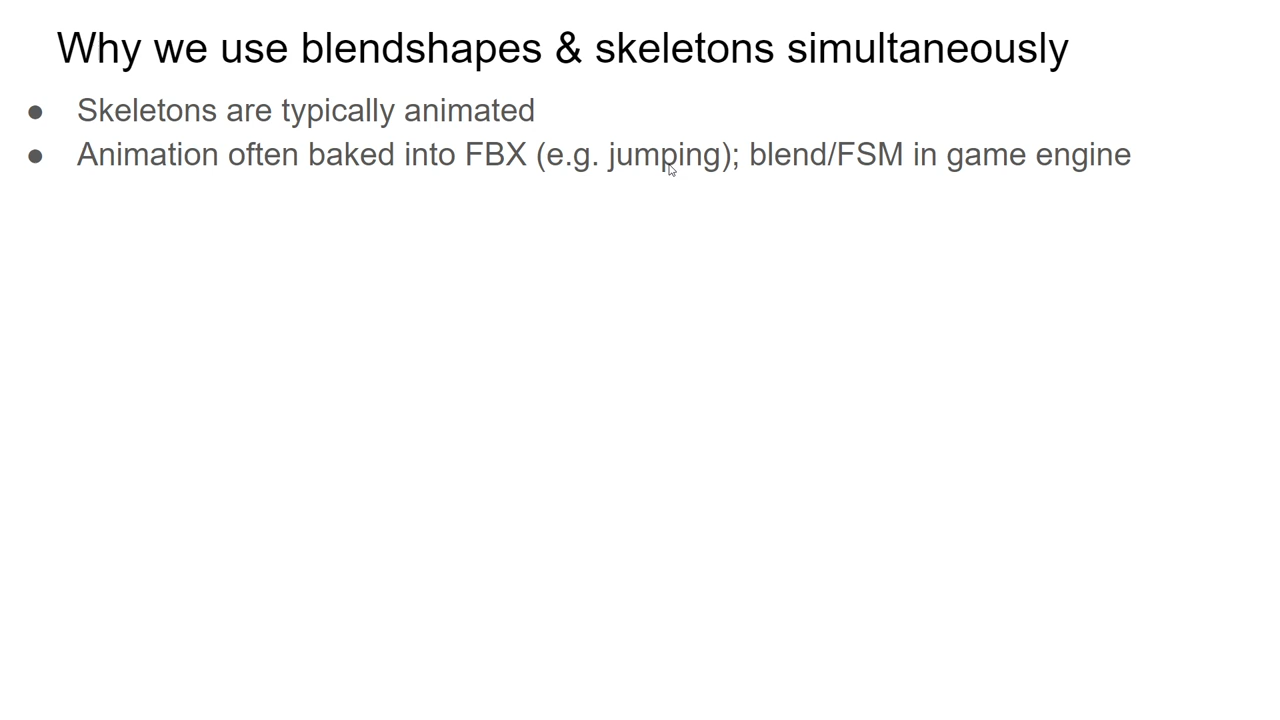 Why we use blendshapes & skeletons simultaneously
● Skeletons are typically animated
● Animation often baked into FBX (e.g. jumping); blend/FSM in game engine